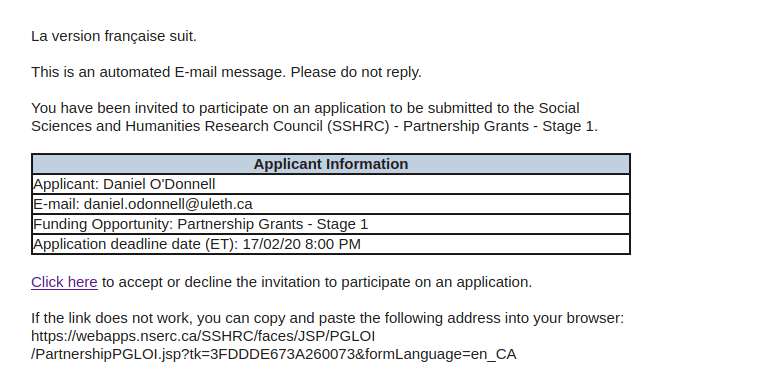 La version française suit.
This is an automated E-mail message. Please do not reply.
You have been invited to participate on an application to be submitted to the Social
Sciences and Humanities Research Council (SSHRC) - Partnership Grants - Stage 1.
Applicant Information
Applicant: Daniel O'Donnell
E-mail: daniel.odonnell@uleth.ca
Funding Opportunity: Partnership Grants - Stage 1
Application deadline date (ET): 17/02/20 8:00 PM
Click here to accept or decline the invitation to participate on an application.
If the link does not work, you can copy and paste the following address into your browser:
https://webapps.nserc.ca/SSHRC/faces/JSP/PGLOI
/PartnershipPGLOI.jsp?tk=3FDDDE673A260073&formLanguage=en_CA